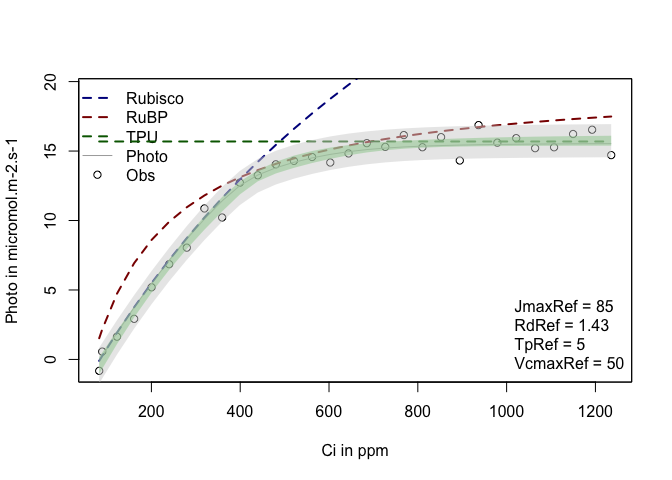 Photo in micromol.m-2.s-1
20
15
10
5
0
Rubisco
RuBP
TPU
Photo
Obs
JmaxRef = 85
RdRef = 1.43
TpRef = 5
VcmaxRef = 50
200 400 600 800 1000 1200
Ci in ppm